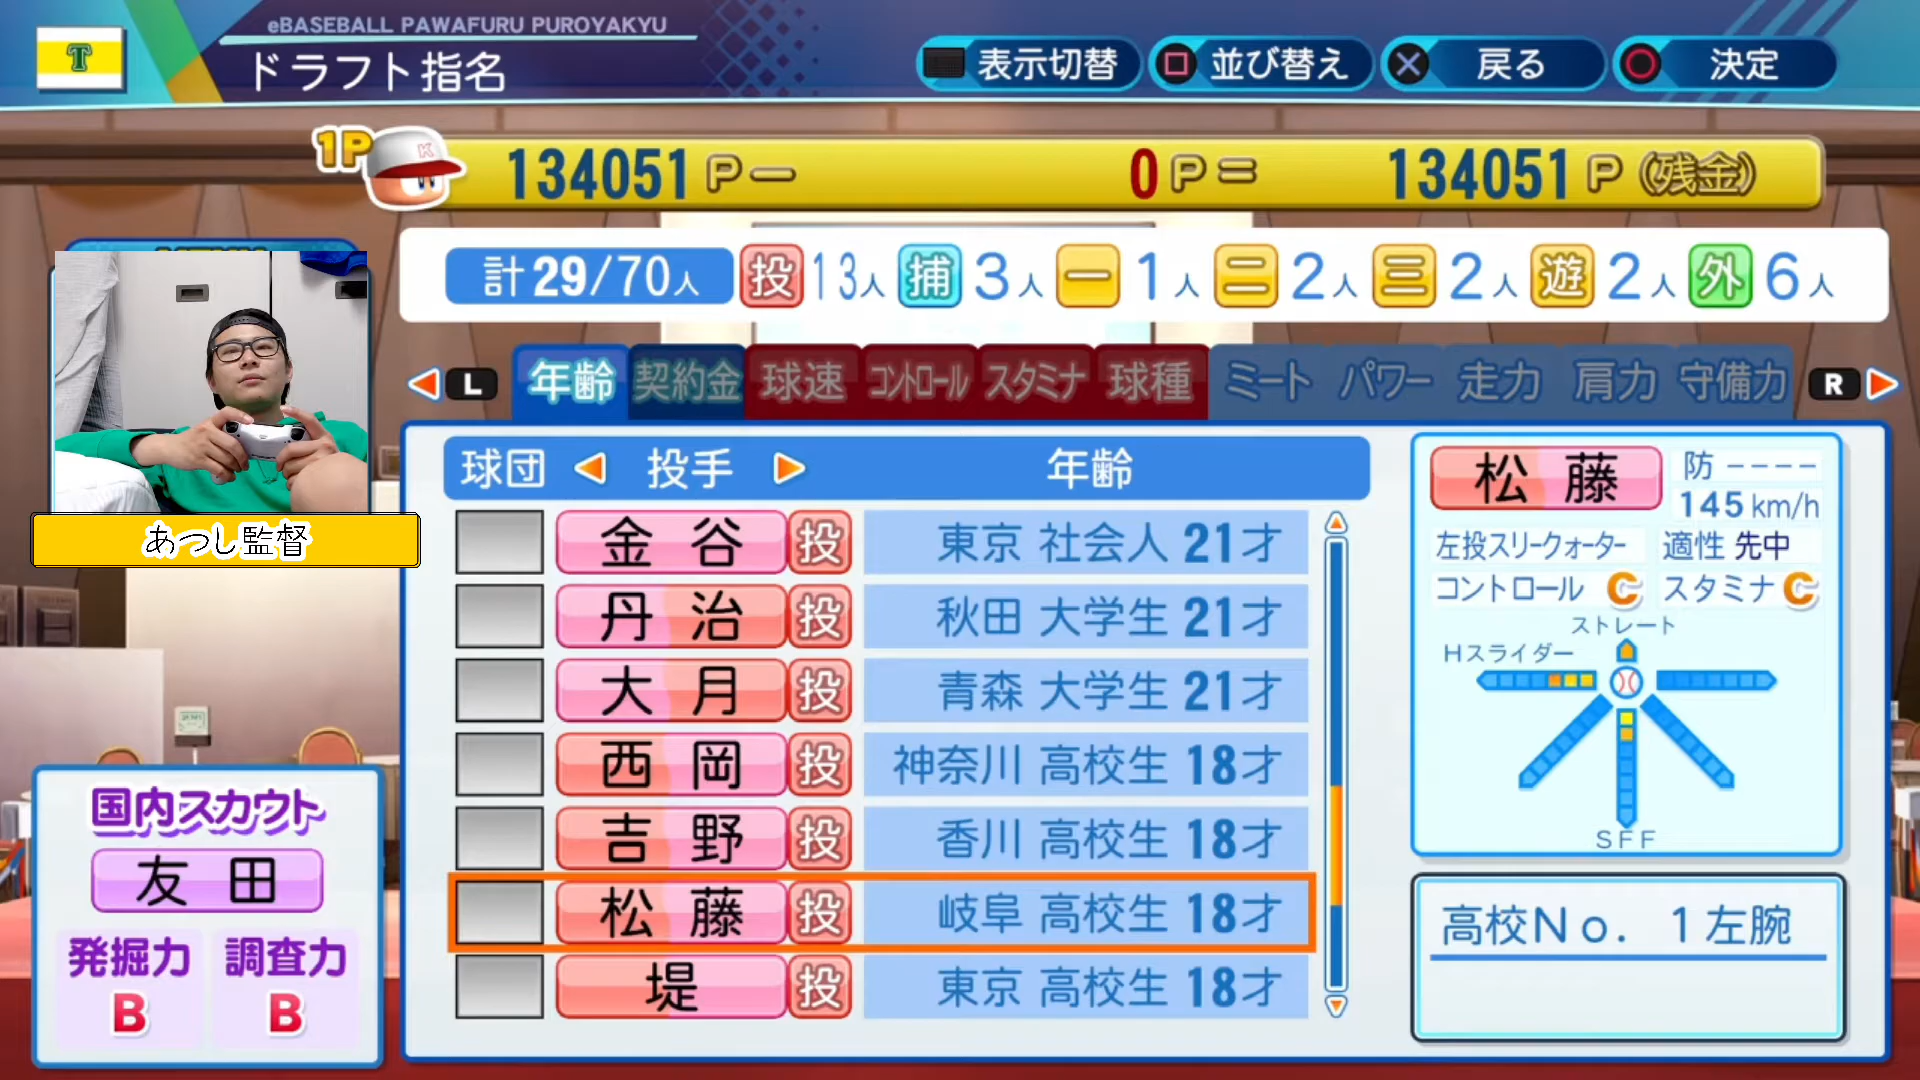 eBASEBALL PAWAFURU PUROYAKYU
T
ドラフト指名
表示切替
並び替え
戻る
決定
1P
K
134051P－ 0P＝ 134051P(残金)
計29/70人 投13人 捕3人 一1人 二2人 三2人 遊2人 外6人
L 年齢 契約金 球速 コントロール スタミナ 球種 ミート パワー 走力 肩力 守備力 R
球団 投手 年齢
金谷 投 東京 社会人 21才
丹治 投 秋田 大学生 21才
大月 投 青森 大学生 21才
西岡 投 神奈川 高校生 18才
吉野 投 香川 高校生 18才
松藤 投 岐阜 高校生 18才
堤 投 東京 高校生 18才
松藤
防----
145km/h
左投スリークォーター 適性 先中
コントロール C スタミナ C
ストレート
Hスライダー
SFF
高校No. 1左腕
あつし監督
国内スカウト
友田
発掘力 調査力
B B